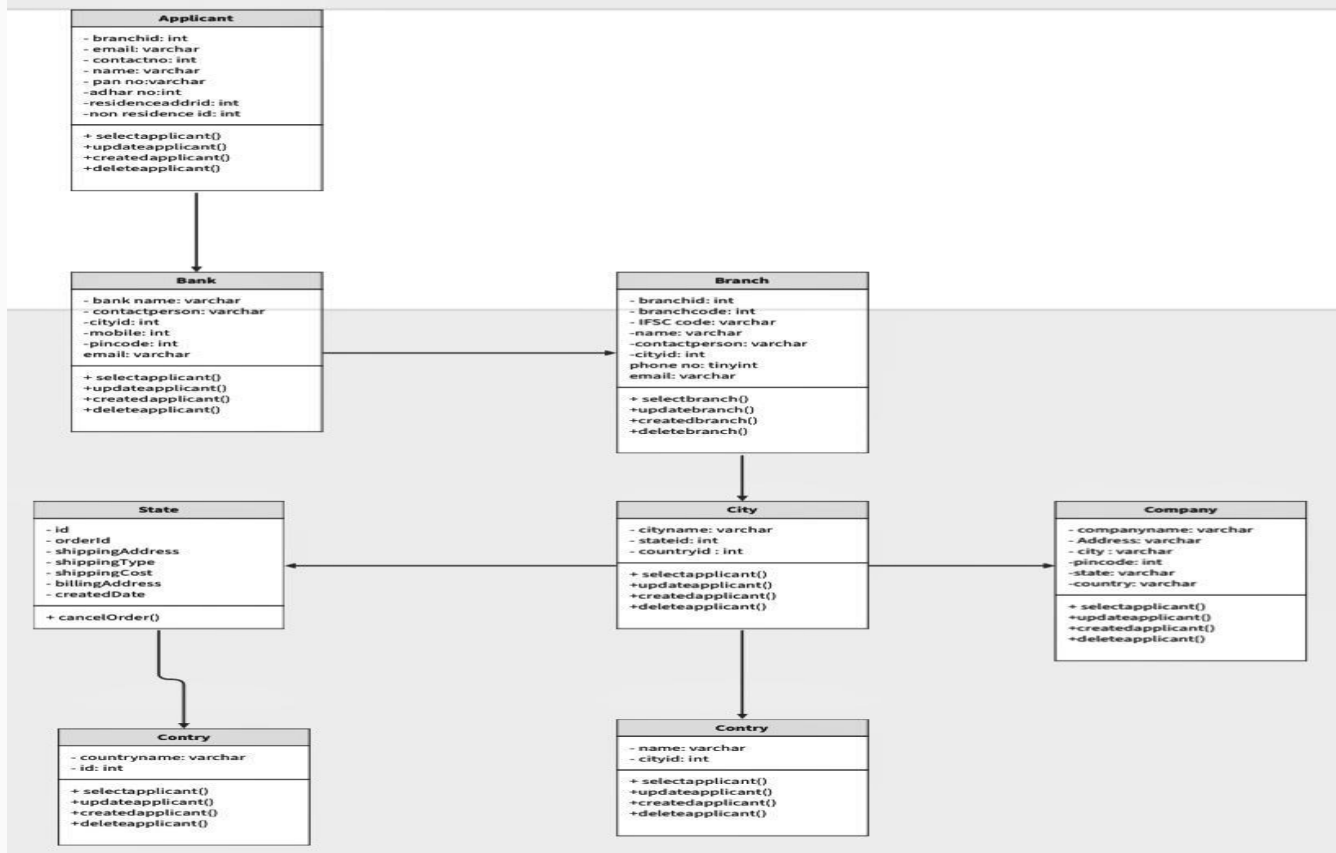 Applicant
- branchid: int
- email: varchar
- contactno: int
- name: varchar
- pan no:varchar
-adhar no:int
-residenceaddrid: int
-non residence id: int
+ selectapplicant()
+updateapplicant()
+createdapplicant()
+deleteapplicant()
Bank
- bank name: varchar
- contactperson: varchar
-cityid: int
-mobile: int
-pincode: int
email: varchar
+ selectapplicant()
+updateapplicant()
+createdapplicant()
+deleteapplicant()
Branch
- branchid: int
- branchcode: int
- IFSC code: varchar
-name: varchar
-contactperson: varchar
-cityid: int
phone no: tinyint
email: varchar
+ selectbranch()
+updatebranch()
+createdbranch()
+deletebranch()
State
- id
- orderId
- shippingAddress
- shippingType
- shippingCost
- billingAddress
- createdDate
+ cancelOrder()
City
- cityname: varchar
- stateid: int
- countryid : int
+ selectapplicant()
+updateapplicant()
+createdapplicant()
+deleteapplicant()
Company
- companyname: varchar
- Address: varchar
- city : varchar
-pincode: int
-state: varchar
-country: varchar
+ selectapplicant()
+updateapplicant()
+createdapplicant()
+deleteapplicant()
Contry
- countryname: varchar
- id: int
+ selectapplicant()
+updateapplicant()
+createdapplicant()
+deleteapplicant()
Contry
- name: varchar
- cityid: int
+ selectapplicant()
+updateapplicant()
+createdapplicant()
+deleteapplicant()